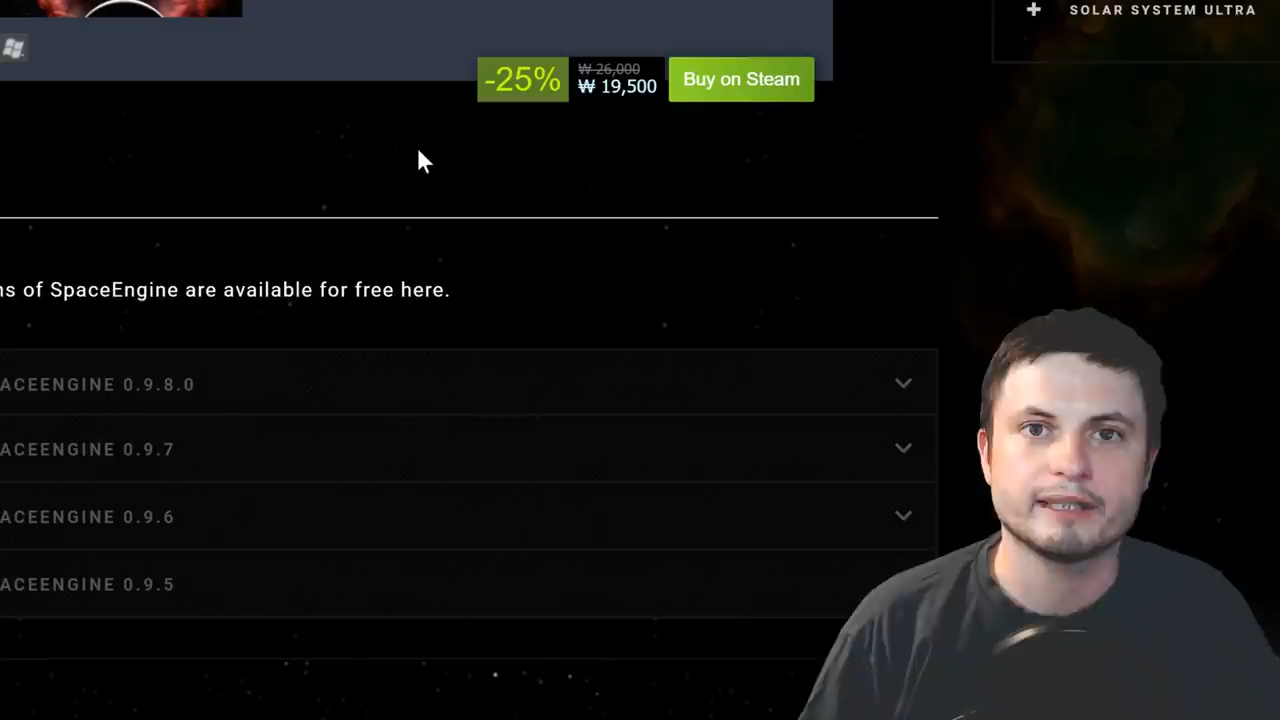 SOLAR SYSTEM ULTRA
-25%
₩ 26,000
₩ 19,500
Buy on Steam
of SpaceEngine are available for free here.
ACEENGINE 0.9.8.0
ACEENGINE 0.9.7
ACEENGINE 0.9.6
ACEENGINE 0.9.5